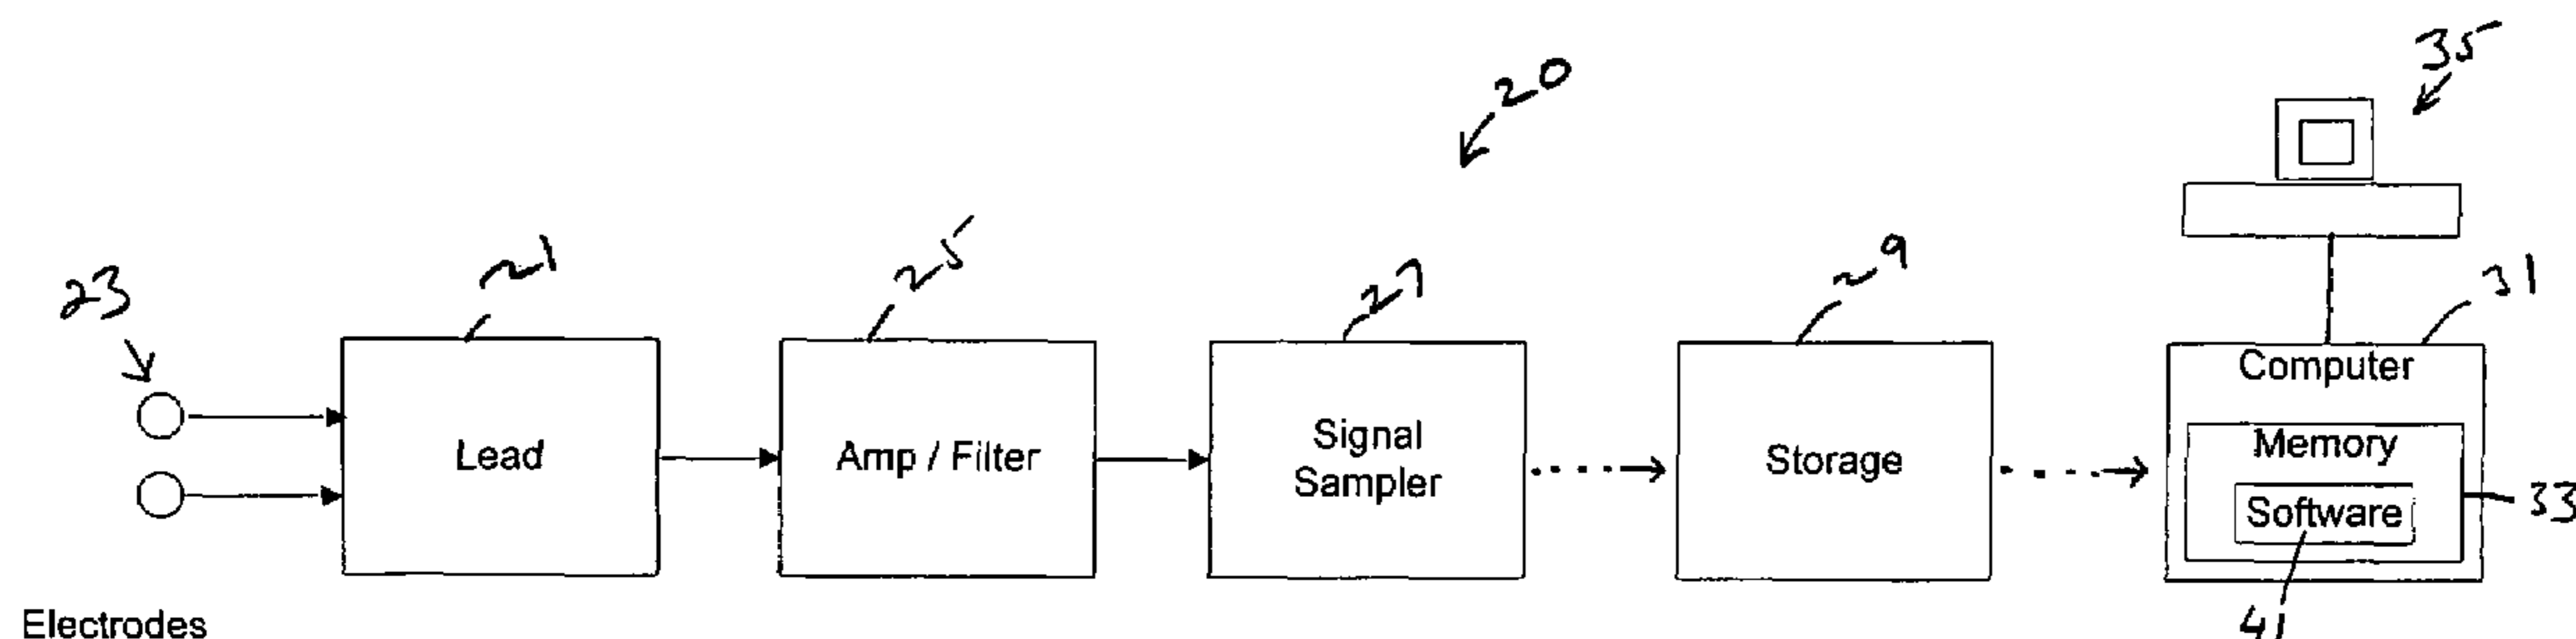 35
20
23
21
25
27
29
31
Lead
Amp / Filter
Signal
Sampler
Storage
Computer
Memory
Software
33
41
Electrodes